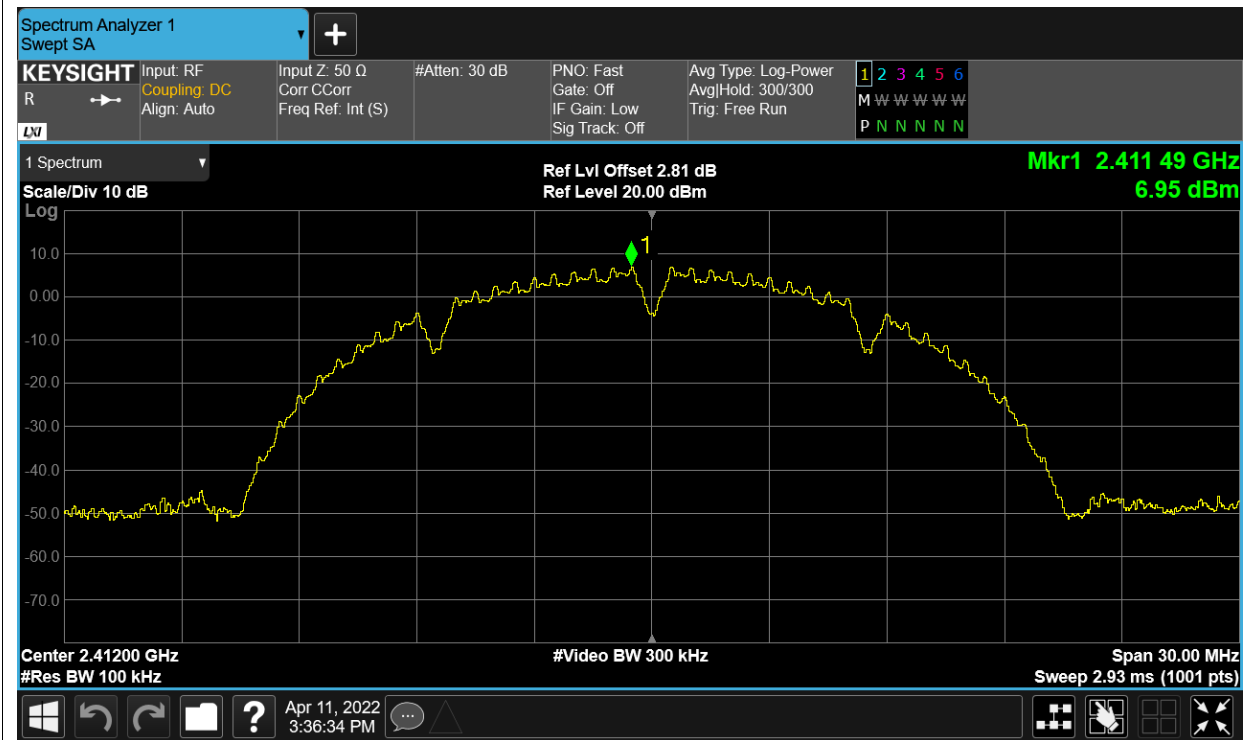 Spectrum Analyzer 1
Swept SA
KEYSIGHT
R
LXI
Input: RF
Coupling: DC
Align: Auto
Input Z: 50 Ω
Corr CCorr
Freq Ref: Int (S)
#Atten: 30 dB
PNO: Fast
Gate: Off
IF Gain: Low
Sig Track: Off
Avg Type: Log-Power
Avg|Hold: 300/300
Trig: Free Run
1 2 3 4 5 6
M W W W W W
P N N N N N
1 Spectrum
Scale/Div 10 dB
Ref Lvl Offset 2.81 dB
Ref Level 20.00 dBm
Mkr1 2.411 49 GHz
6.95 dBm
Log
1
10.0
0.00
-10.0
-20.0
-30.0
-40.0
-50.0
-60.0
-70.0
Center 2.41200 GHz
#Res BW 100 kHz
#Video BW 300 kHz
Span 30.00 MHz
Sweep 2.93 ms (1001 pts)
?
Apr 11, 2022
3:36:34 PM